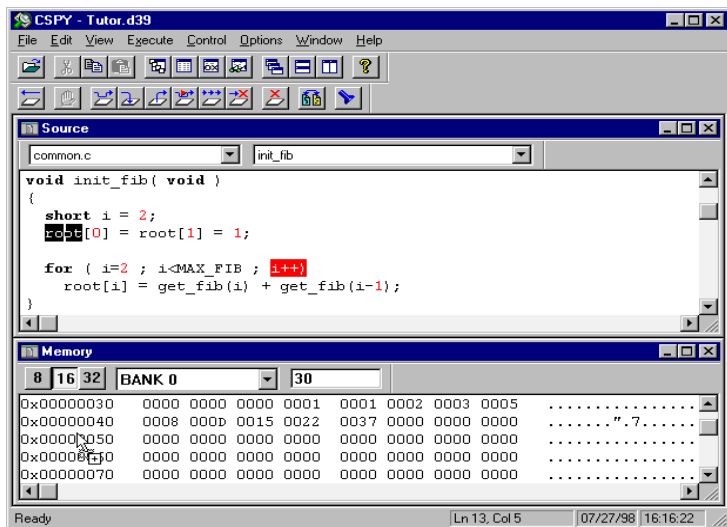 CSPY - Tutor.d39
File Edit View Execute Control Options Window Help
Source
common.c init_fib
void init_fib( void )
{
short i = 2;
root[0] = root[1] = 1;
for ( i=2 ; i<MAX_FIB ; i++)
root[i] = get_fib(i) + get_fib(i-1);
}
Memory
8 16 32 BANK 0 30
0x00000030 0000 0000 0000 0001 0001 0002 0003 0005 ................
0x00000040 0008 000D 0015 0022 0037 0000 0000 0000 .......".7......
0x00000050 0000 0000 0000 0000 0000 0000 0000 0000 ................
0x00000060 0000 0000 0000 0000 0000 0000 0000 0000 ................
0x00000070 0000 0000 0000 0000 0000 0000 0000 0000 ................
Ready Ln 13, Col 5 07/27/98 16:16:22